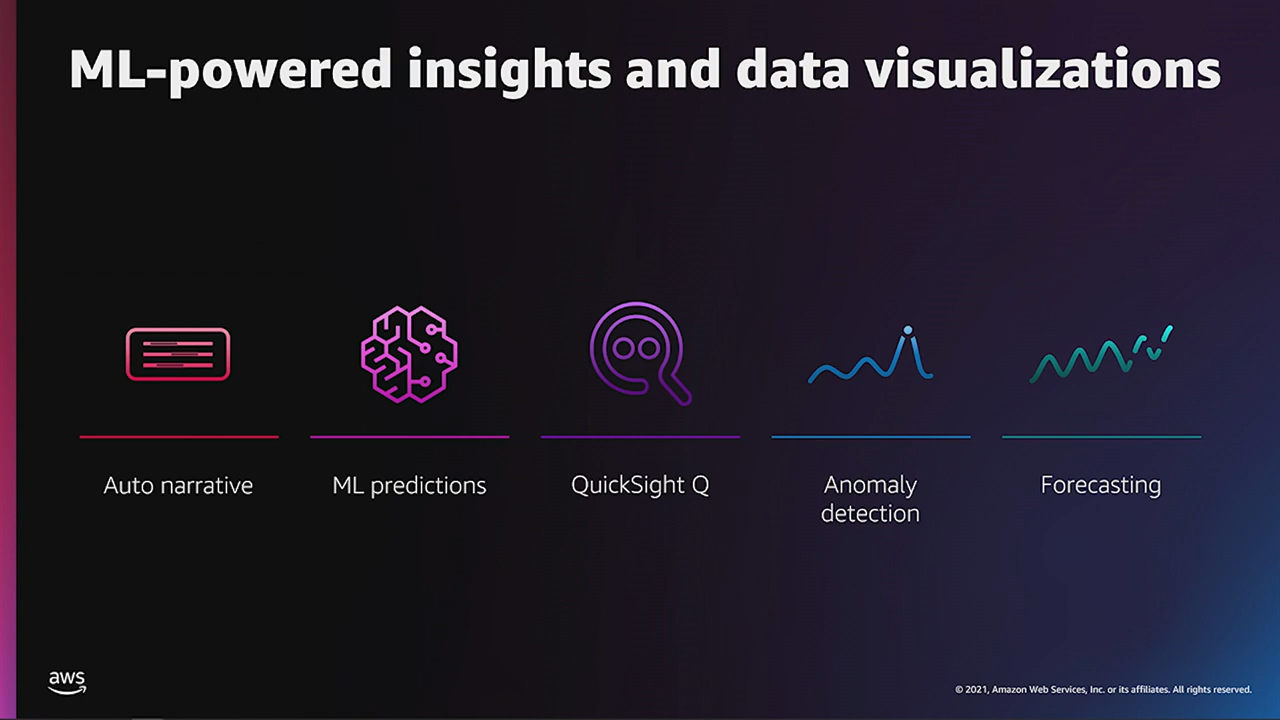 ML-powered insights and data visualizations
Auto narrative
ML predictions
QuickSight Q
Anomaly
detection
Forecasting
aws
© 2021, Amazon Web Services, Inc. or its affiliates. All rights reserved.